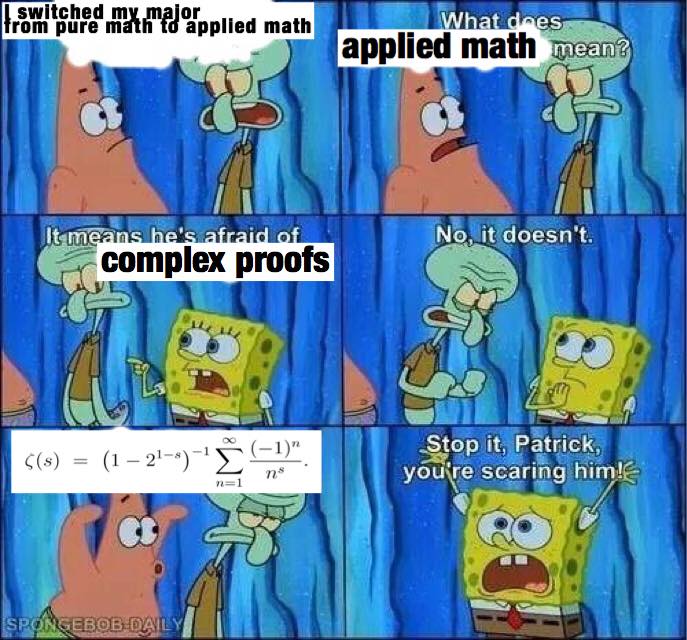 I switched my major
from pure math to applied math
What does
applied math mean?
It means he's afraid of
complex proofs
No, it doesn't.
ζ(s) = (1 − 2^{1−s})^{−1} ∑_{n=1}^{∞} (−1)^n / n^s .
Stop it, Patrick,
you're scaring him!
SPONGEBOB-DAILY